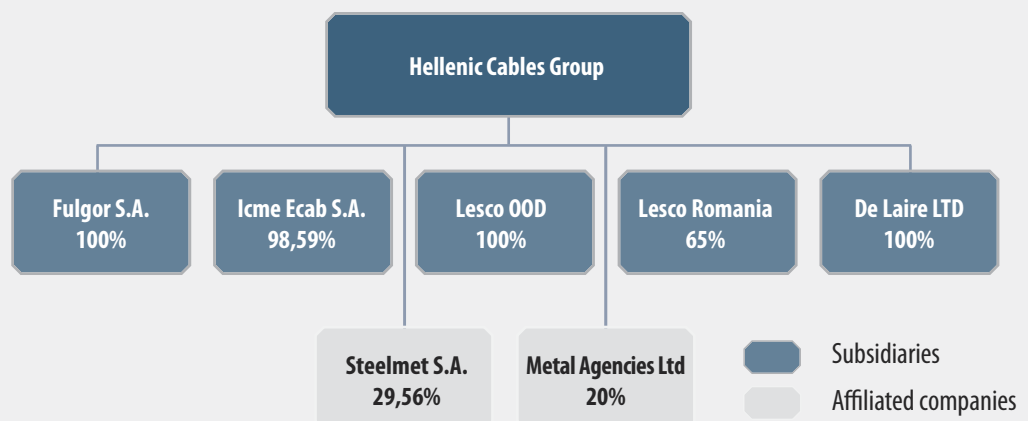 Hellenic Cables Group
Fulgor S.A.
100%
Icme Ecab S.A.
98,59%
Lesco OOD
100%
Lesco Romania
65%
De Laire LTD
100%
Steelmet S.A.
29,56%
Metal Agencies Ltd
20%
Subsidiaries
Affiliated companies